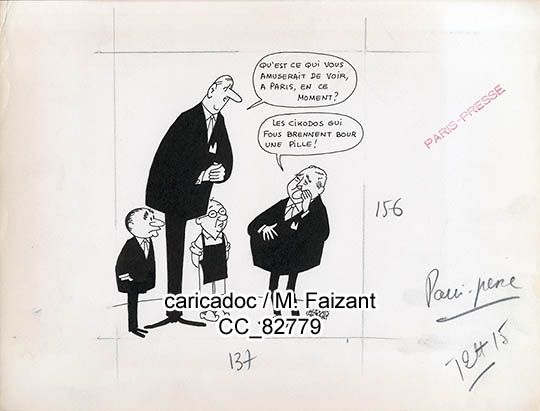 QU'EST CE QUI VOUS
AMUSERAIT DE VOIR,
A PARIS, EN CE
MOMENT?
LES CIKODOS QUI
FOUS BRENNENT BOUR
UNE PILLE!
PARIS-PRESSE
156
caricadoc / M. Faizant
CC_82779
Paris-presse
137